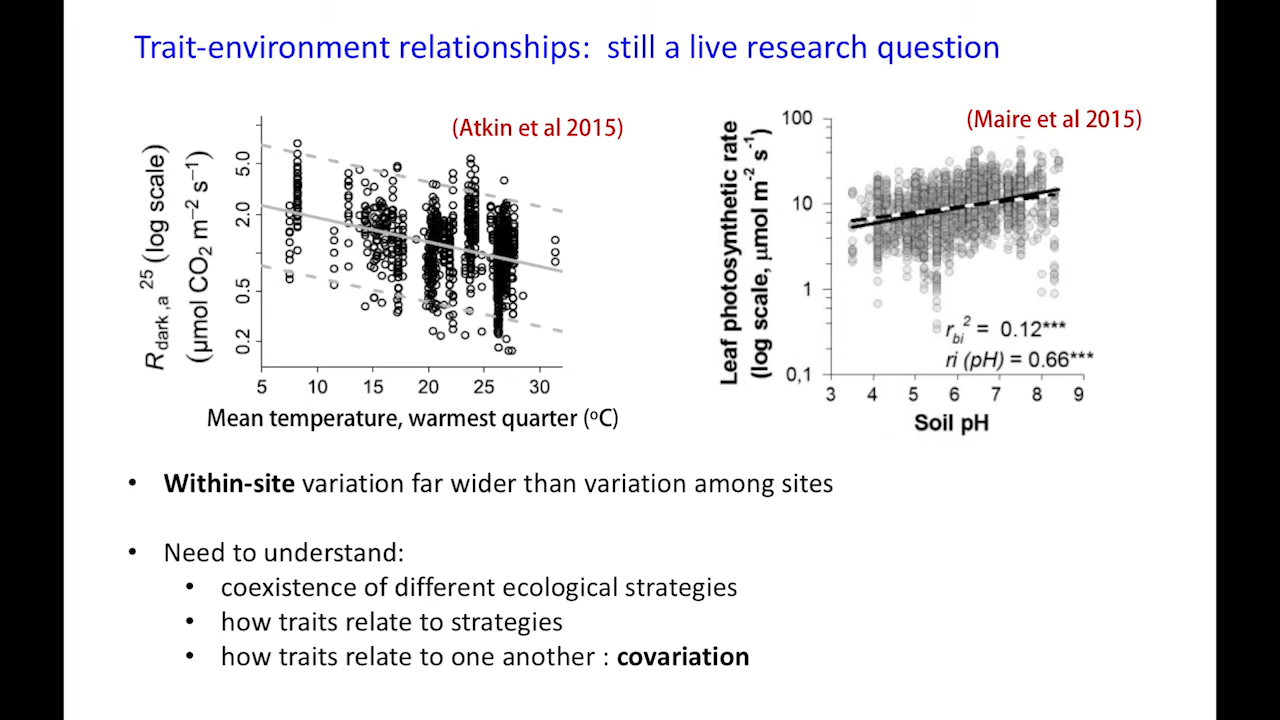 Trait-environment relationships:  still a live research question
(Atkin et al 2015)
R dark,a 25 (log scale)
(µmol CO2 m−2 s−1)
5.0
2.0
0.5
0.2
5 10 15 20 25 30
Mean temperature, warmest quarter (oC)
(Maire et al 2015)
Leaf photosynthetic rate
(log scale, µmol m-2 s-1)
100
10
1
0,1
rbi2 = 0.12***
ri (pH) = 0.66***
3 4 5 6 7 8 9
Soil pH
• Within-site variation far wider than variation among sites
• Need to understand:
• coexistence of different ecological strategies
• how traits relate to strategies
• how traits relate to one another : covariation